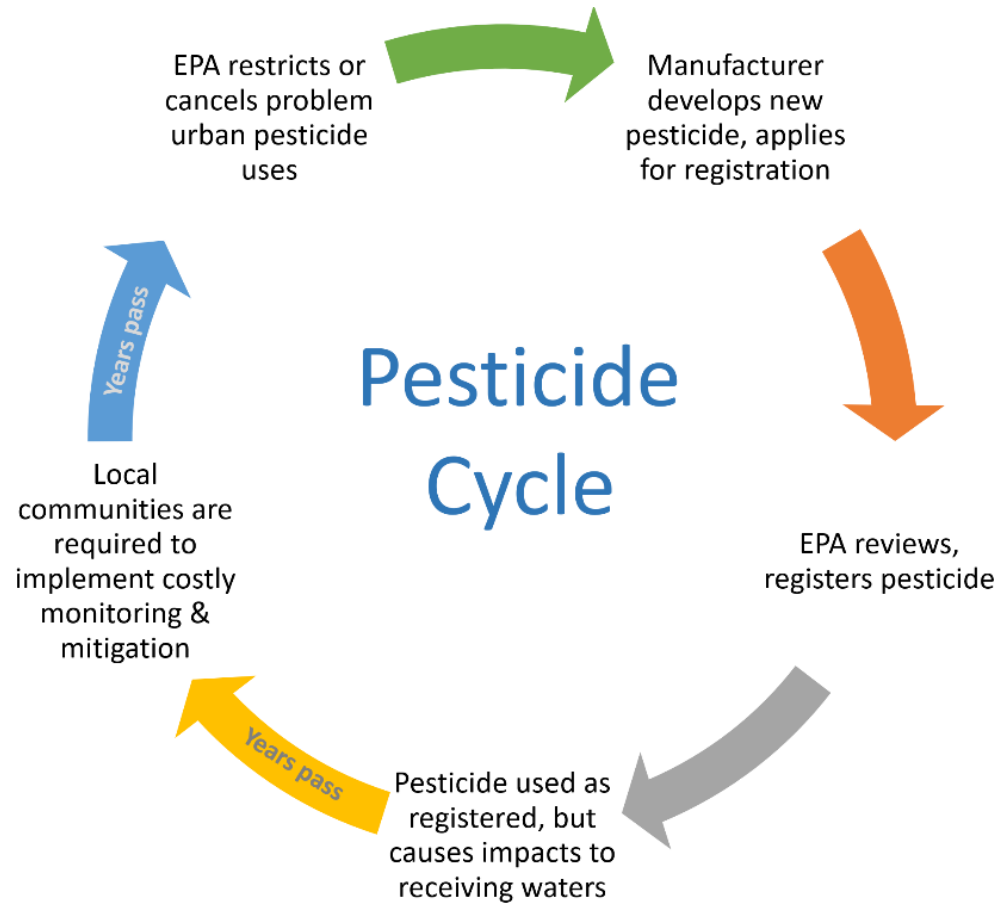 Pesticide
Cycle
EPA restricts or
cancels problem
urban pesticide
uses
Manufacturer
develops new
pesticide, applies
for registration
EPA reviews,
registers pesticide
Pesticide used as
registered, but
causes impacts to
receiving waters
Years pass
Local
communities are
required to
implement costly
monitoring &
mitigation
Years pass